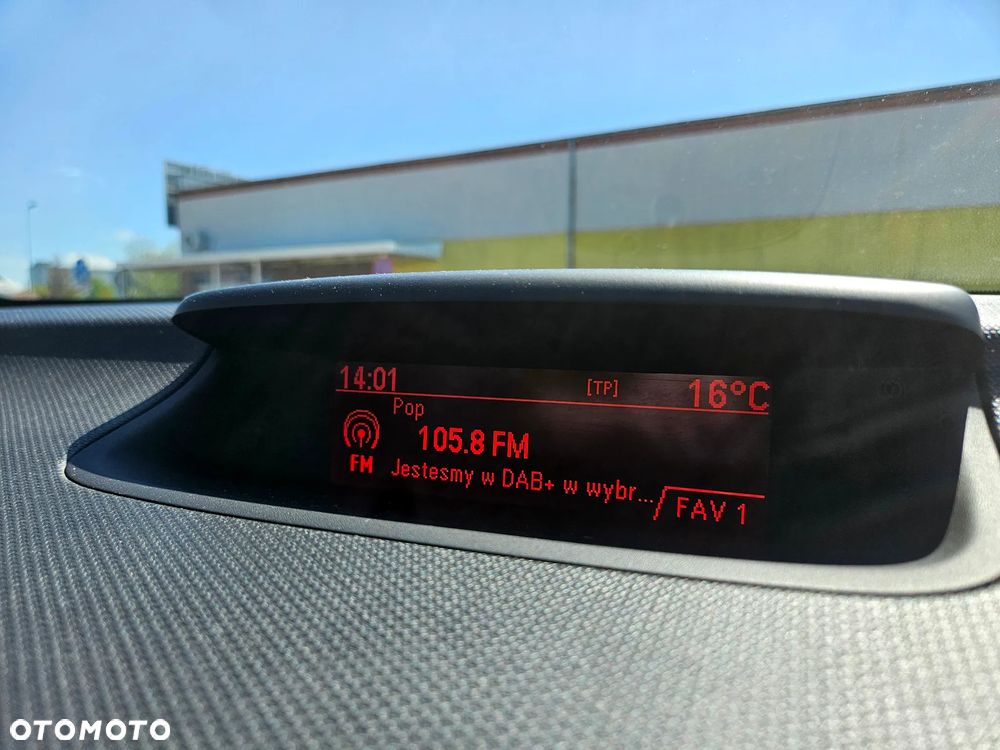 14:01 [TP] 16°C
Pop
105.8 FM
FM
Jestesmy w DAB+ w wybr...
FAV 1
OTOMOTO